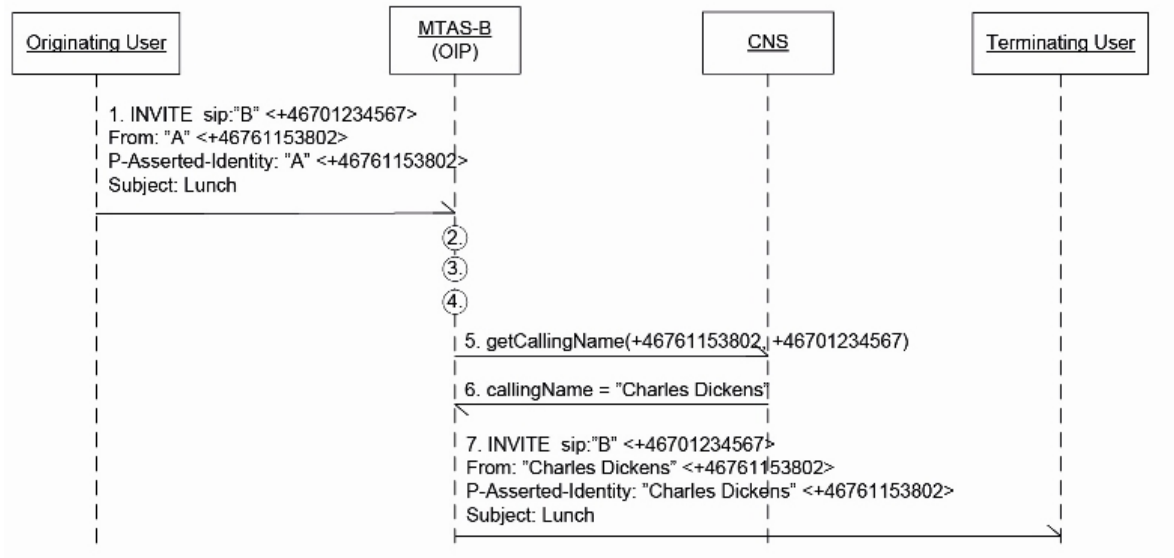 Originating User
MTAS-B
(OIP)
CNS
Terminating User
1. INVITE sip:"B" <+46701234567>
From: "A" <+46761153802>
P-Asserted-Identity: "A" <+46761153802>
Subject: Lunch
2.
3.
4.
5. getCallingName(+46761153802, +46701234567)
6. callingName = "Charles Dickens"
7. INVITE sip:"B" <+46701234567>
From: "Charles Dickens" <+46761153802>
P-Asserted-Identity: "Charles Dickens" <+46761153802>
Subject: Lunch